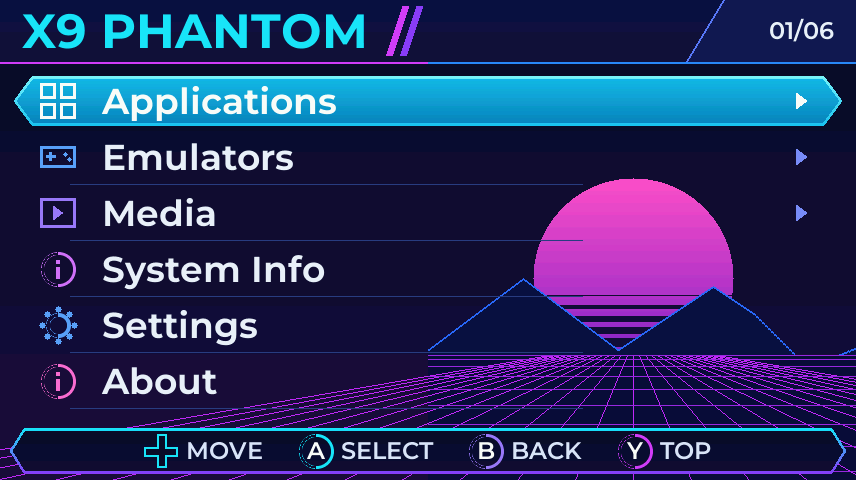 X9 PHANTOM
01/06
Applications
Emulators
Media
System Info
Settings
About
MOVE A SELECT B BACK Y TOP